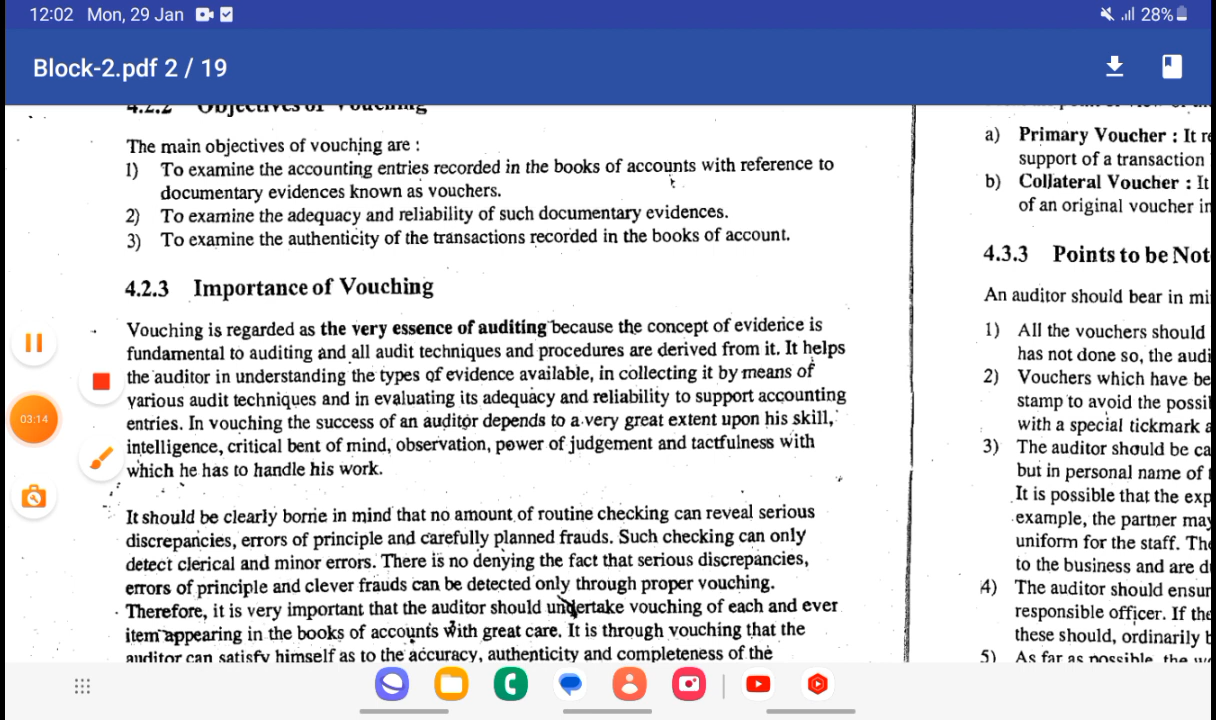 12:02 Mon, 29 Jan
28%
Block-2.pdf 2 / 19
4.2.2 Objectives of Vouching
The main objectives of vouching are :
1) To examine the accounting entries recorded in the books of accounts with reference to
documentary evidences known as vouchers.
2) To examine the adequacy and reliability of such documentary evidences.
3) To examine the authenticity of the transactions recorded in the books of account.
4.2.3 Importance of Vouching
Vouching is regarded as the very essence of auditing because the concept of evidence is
fundamental to auditing and all audit techniques and procedures are derived from it. It helps
the auditor in understanding the types of evidence available, in collecting it by means of
various audit techniques and in evaluating its adequacy and reliability to support accounting
entries. In vouching the success of an auditor depends to a very great extent upon his skill,
intelligence, critical bent of mind, observation, power of judgement and tactfulness with
which he has to handle his work.
It should be clearly borne in mind that no amount of routine checking can reveal serious
discrepancies, errors of principle and carefully planned frauds. Such checking can only
detect clerical and minor errors. There is no denying the fact that serious discrepancies,
errors of principle and clever frauds can be detected only through proper vouching.
Therefore, it is very important that the auditor should undertake vouching of each and ever
item appearing in the books of accounts with great care. It is through vouching that the
auditor can satisfy himself as to the accuracy, authenticity and completeness of the
a) Primary Voucher : It re
support of a transaction
b) Collateral Voucher : It
of an original voucher in
4.3.3 Points to be Not
An auditor should bear in mi
1) All the vouchers should
has not done so, the audi
2) Vouchers which have be
stamp to avoid the possil
with a special tickmark a
3) The auditor should be ca
but in personal name of
It is possible that the exp
example, the partner may
uniform for the staff. The
to the business and are d
4) The auditor should ensur
responsible officer. If the
these should, ordinarily b
5) As far as possible, the
03:14